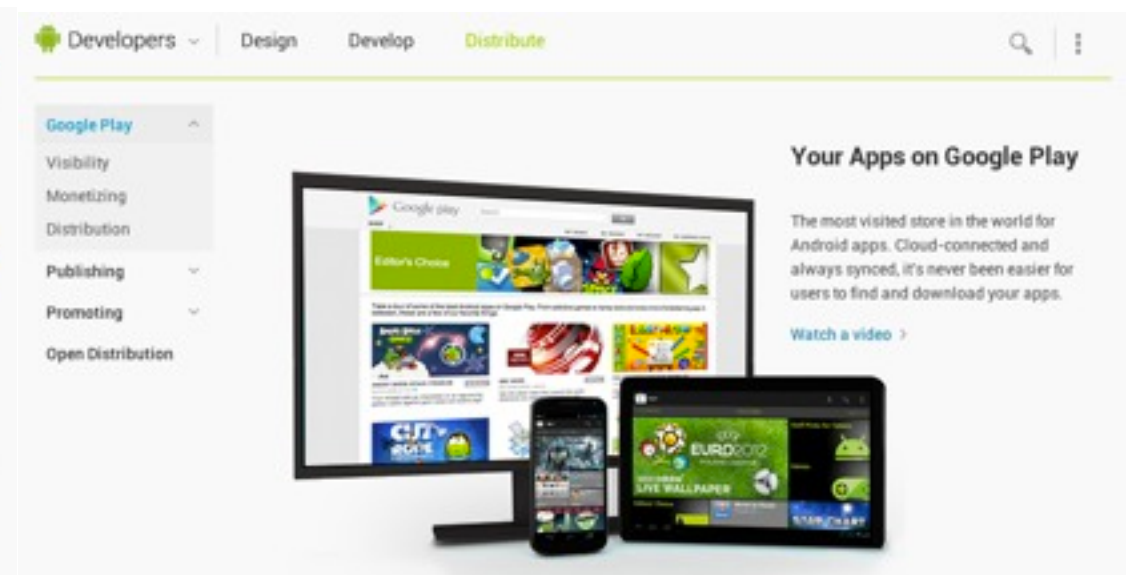 Developers
Design
Develop
Distribute
Google Play
Visibility
Monetizing
Distribution
Publishing
Promoting
Open Distribution
Your Apps on Google Play
The most visited store in the world for
Android apps. Cloud-connected and
always synced, it's never been easier for
users to find and download your apps.
Watch a video
Google play
Editor's Choice
EURO2012
LIVE WALLPAPER
STAR CHART